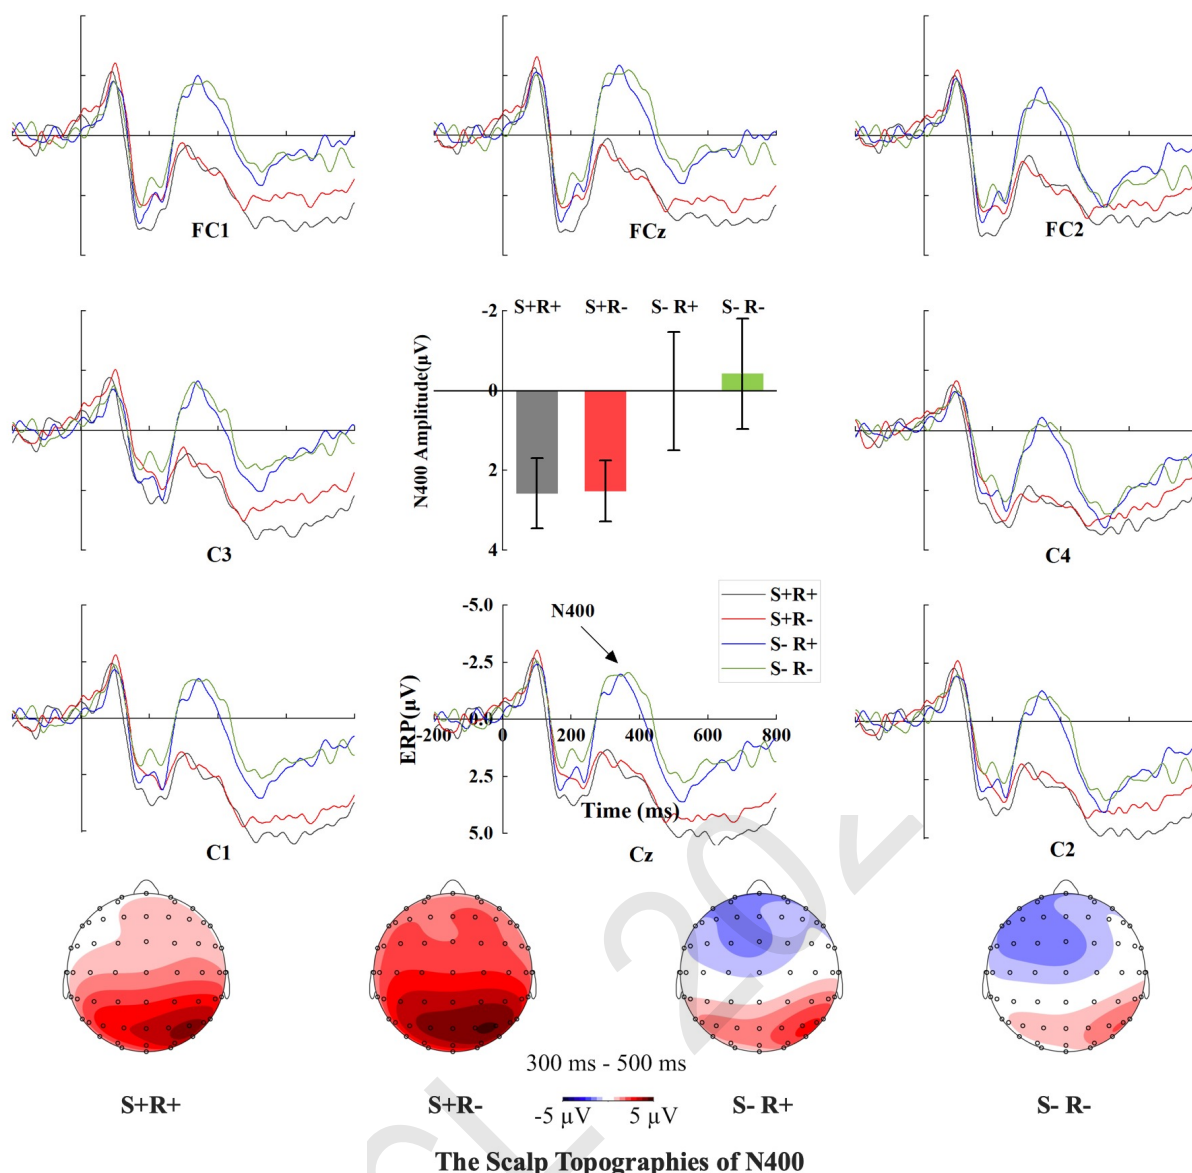 FC1
FCz
FC2
S+R+ S+R- S- R+ S- R-
-2
0
2
4
N400 Amplitude(μV)
C3
C4
-5.0
-2.5
0.0
2.5
5.0
ERP(μV)
N400
S+R+
S+R-
S- R+
S- R-
-200 0 200 400 600 800
Time (ms)
C1
Cz
C2
300 ms - 500 ms
-5 μV 5 μV
S+R+
S+R-
S- R+
S- R-
The Scalp Topographies of N400